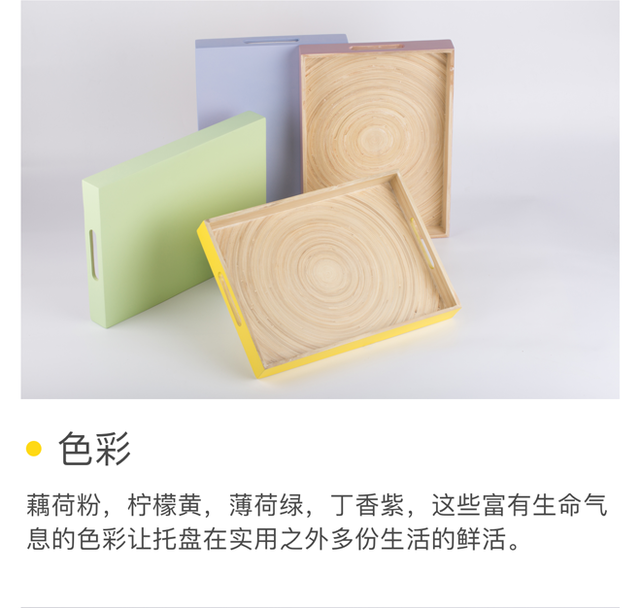 色彩
藕荷粉，柠檬黄，薄荷绿，丁香紫，这些富有生命气
息的色彩让托盘在实用之外多份生活的鲜活。